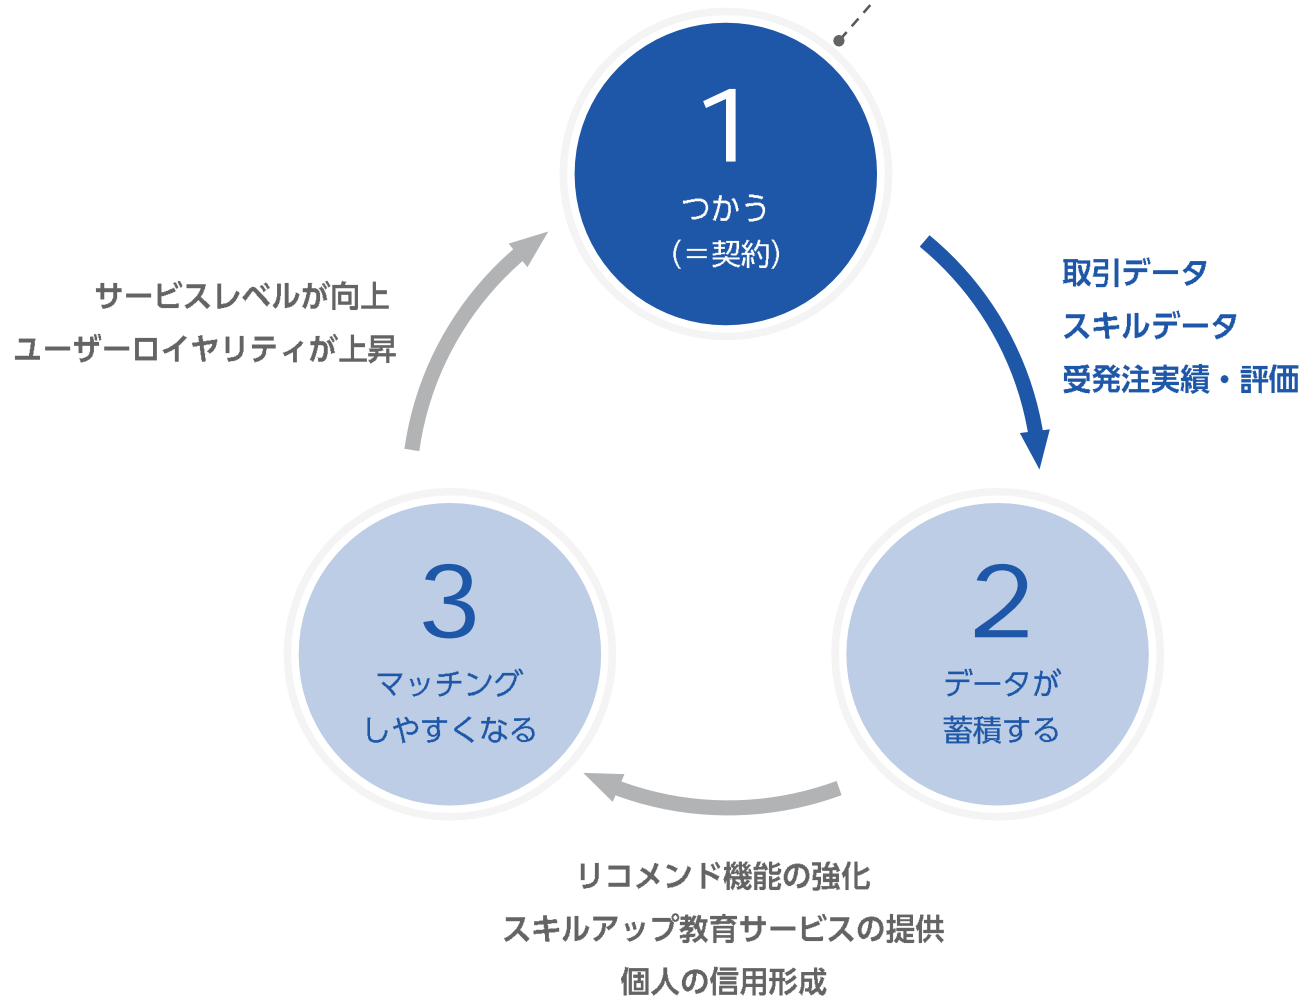 1
つかう
(=契約)
取引データ
スキルデータ
受発注実績・評価
2
データが
蓄積する
リコメンド機能の強化
スキルアップ教育サービスの提供
個人の信用形成
3
マッチング
しやすくなる
サービスレベルが向上
ユーザーロイヤリティが上昇